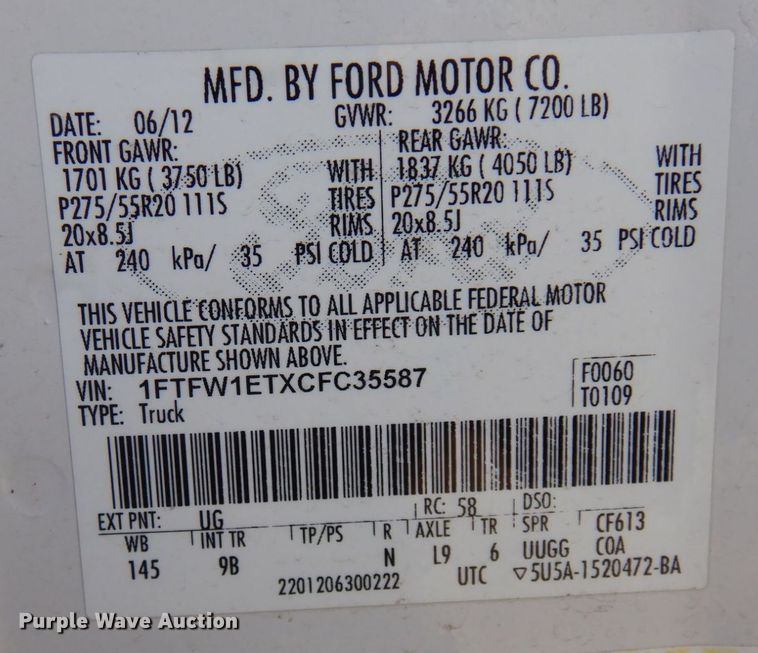 MFD. BY FORD MOTOR CO.
DATE: 06/12 GVWR: 3266 KG ( 7200 LB)
FRONT GAWR: REAR GAWR:
1701 KG ( 3750 LB) WITH 1837 KG ( 4050 LB) WITH
P275/55R20 111S TIRES P275/55R20 111S TIRES
20x8.5J RIMS 20x8.5J RIMS
AT 240 kPa/ 35 PSI COLD AT 240 kPa/ 35 PSI COLD
THIS VEHICLE CONFORMS TO ALL APPLICABLE FEDERAL MOTOR
VEHICLE SAFETY STANDARDS IN EFFECT ON THE DATE OF
MANUFACTURE SHOWN ABOVE.
VIN: 1FTFW1ETXCFC35587 F0060
TYPE: Truck T0109
EXT PNT: UG RC: 58 DSO:
WB INT TR TP/PS R AXLE TR SPR CF613
145 9B N L9 6 UUGG COA
2201206300222 UTC ▽5U5A-1520472-BA
Purple Wave Auction